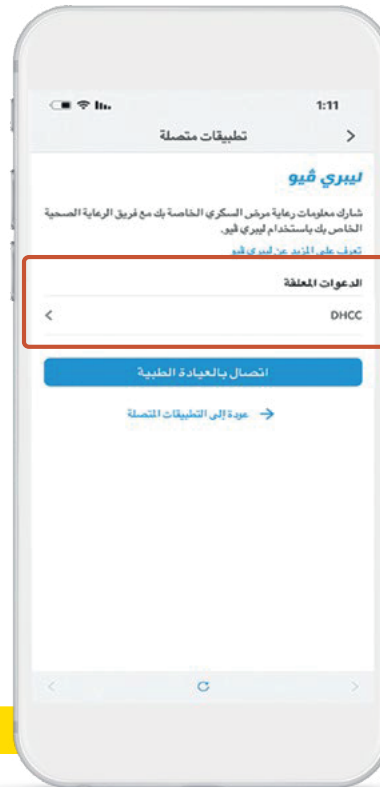 1:11
تطبيقات متصلة
ليبري ڤيو
شارك معلومات رعاية مرض السكري الخاصة بك مع فريق الرعاية الصحية
الخاص بك باستخدام ليبري ڤيو.
تعرف على المزيد عن ليبري ڤيو
الدعوات المعلقة
DHCC
اتصال بالعيادة الطبية
عودة إلى التطبيقات المتصلة